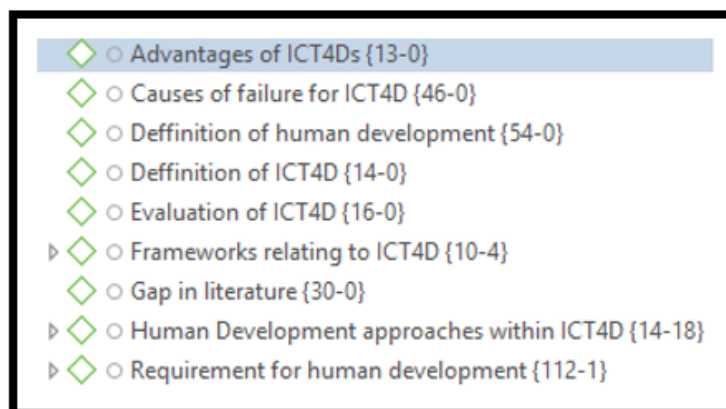 Advantages of ICT4Ds {13-0}
Causes of failure for ICT4D {46-0}
Deffinition of human development {54-0}
Deffinition of ICT4D {14-0}
Evaluation of ICT4D {16-0}
Frameworks relating to ICT4D {10-4}
Gap in literature {30-0}
Human Development approaches within ICT4D {14-18}
Requirement for human development {112-1}